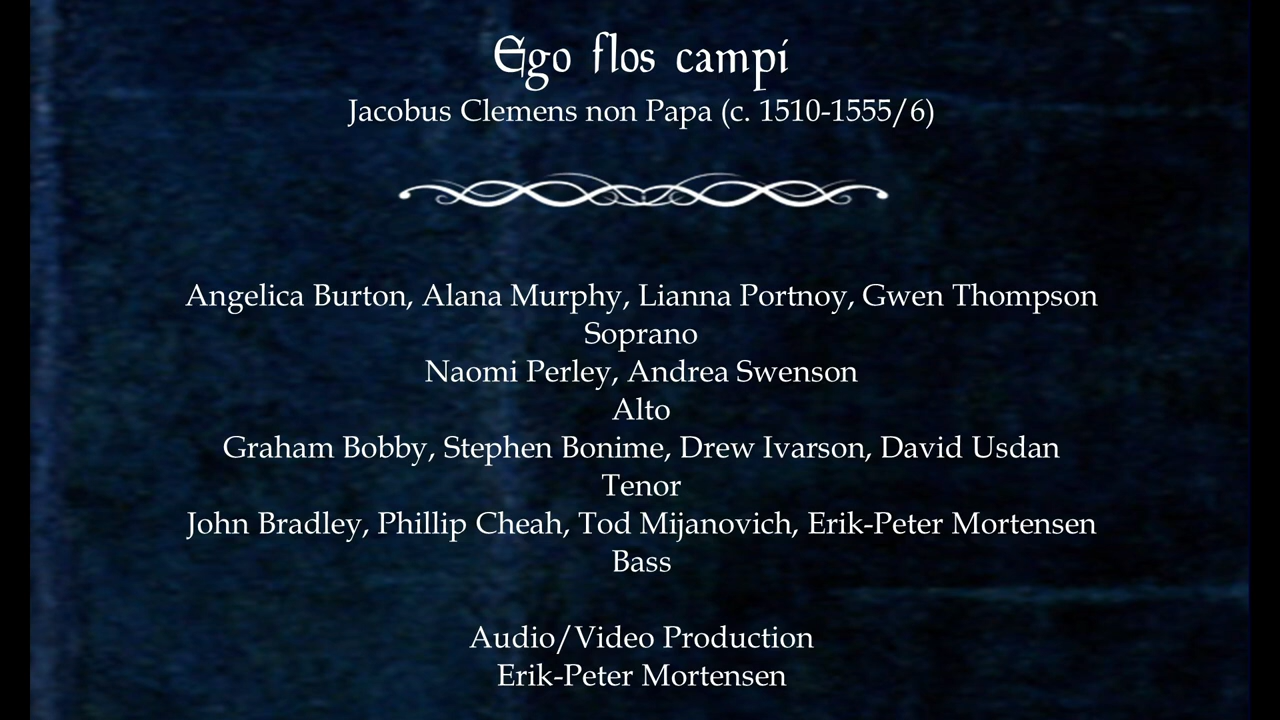 Ego flos campi
Jacobus Clemens non Papa (c. 1510-1555/6)
Angelica Burton, Alana Murphy, Lianna Portnoy, Gwen Thompson
Soprano
Naomi Perley, Andrea Swenson
Alto
Graham Bobby, Stephen Bonime, Drew Ivarson, David Usdan
Tenor
John Bradley, Phillip Cheah, Tod Mijanovich, Erik-Peter Mortensen
Bass
Audio/Video Production
Erik-Peter Mortensen